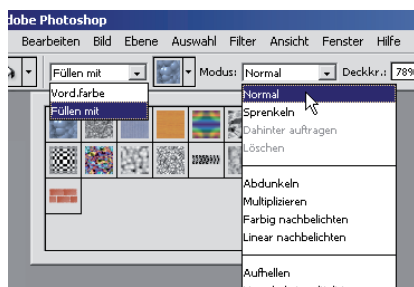 dobe Photoshop
Bearbeiten Bild Ebene Auswahl Filter Ansicht Fenster Hilfe
Füllen mit Modus: Normal Deckkr.: 789
Vord.farbe
Füllen mit
Normal
Sprenkeln
Dahinter auftragen
Löschen
Abdunkeln
Multiplizieren
Farbig nachbelichten
Linear nachbelichten
Aufhellen